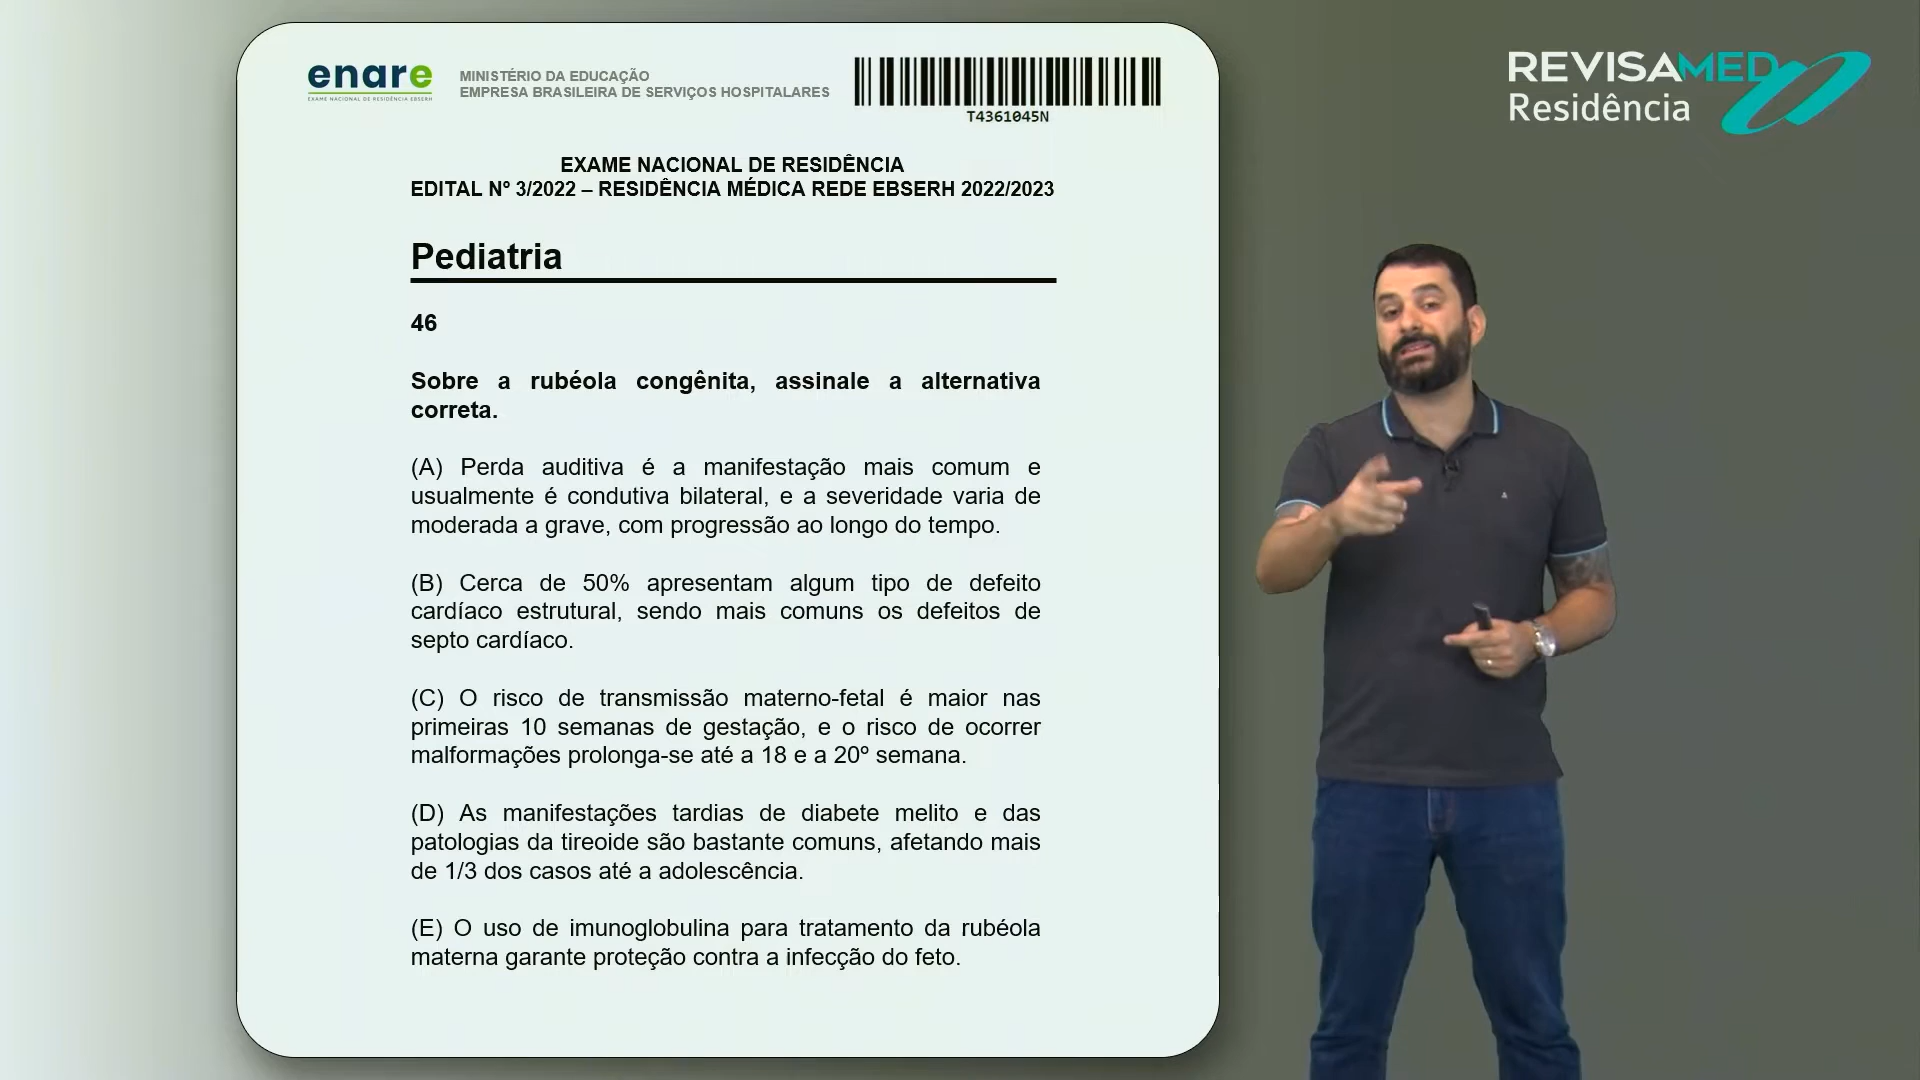 enare
EXAME NACIONAL DE RESIDÊNCIA EBSERH
MINISTÉRIO DA EDUCAÇÃO
EMPRESA BRASILEIRA DE SERVIÇOS HOSPITALARES
T4361045N
REVISAMED
Residência
EXAME NACIONAL DE RESIDÊNCIA
EDITAL Nº 3/2022 – RESIDÊNCIA MÉDICA REDE EBSERH 2022/2023
Pediatria
46
Sobre a rubéola congênita, assinale a alternativa
correta.
(A) Perda auditiva é a manifestação mais comum e
usualmente é condutiva bilateral, e a severidade varia de
moderada a grave, com progressão ao longo do tempo.
(B) Cerca de 50% apresentam algum tipo de defeito
cardíaco estrutural, sendo mais comuns os defeitos de
septo cardíaco.
(C) O risco de transmissão materno-fetal é maior nas
primeiras 10 semanas de gestação, e o risco de ocorrer
malformações prolonga-se até a 18 e a 20º semana.
(D) As manifestações tardias de diabete melito e das
patologias da tireoide são bastante comuns, afetando mais
de 1/3 dos casos até a adolescência.
(E) O uso de imunoglobulina para tratamento da rubéola
materna garante proteção contra a infecção do feto.